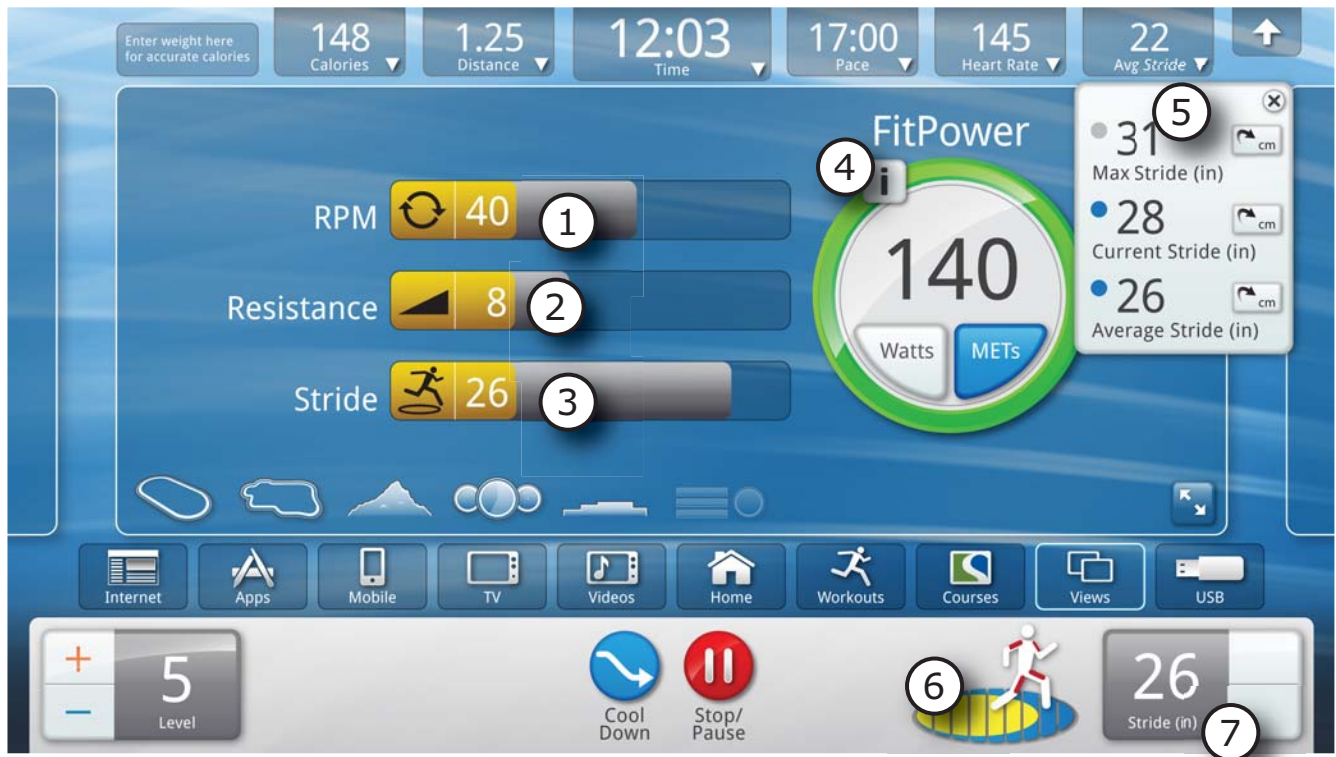 Enter weight here
for accurate calories
148
Calories
1.25
Distance
12:03
Time
17:00
Pace
145
Heart Rate
22
Avg Stride
5
31
cm
Max Stride (in)
28
cm
Current Stride (in)
26
cm
Average Stride (in)
FitPower
4
i
140
Watts
METs
RPM
40
1
Resistance
8
2
Stride
26
3
Internet
Apps
Mobile
TV
Videos
Home
Workouts
Courses
Views
USB
+
-
5
Level
Cool
Down
Stop/
Pause
6
26
Stride (in)
7